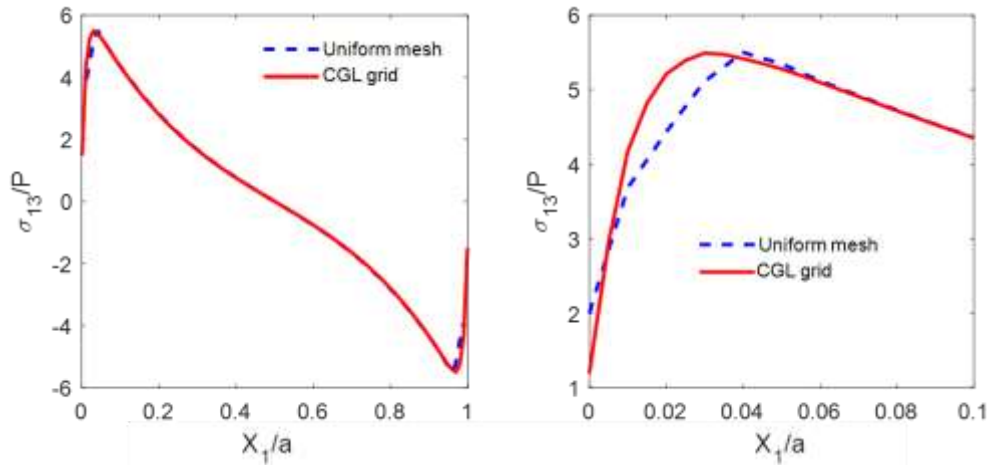 6
4
2
0
-2
-4
-6
σ13/P
Uniform mesh
CGL grid
0 0.2 0.4 0.6 0.8 1
X1/a
6
5
4
3
2
1
σ13/P
Uniform mesh
CGL grid
0 0.02 0.04 0.06 0.08 0.1
X1/a